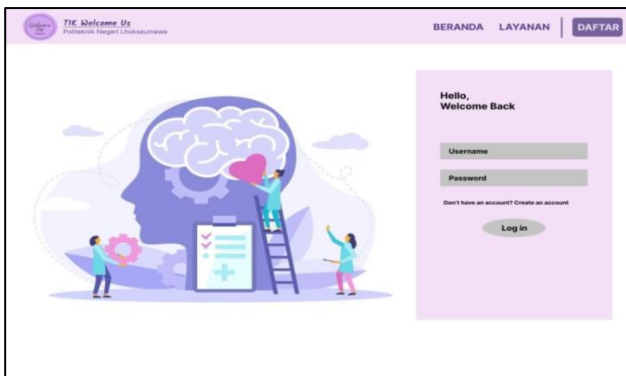 TIK Welcome Us
Politeknik Negeri Lhokseumawe
BERANDA LAYANAN DAFTAR
Hello,
Welcome Back
Username
Password
Don't have an account? Create an account
Log in